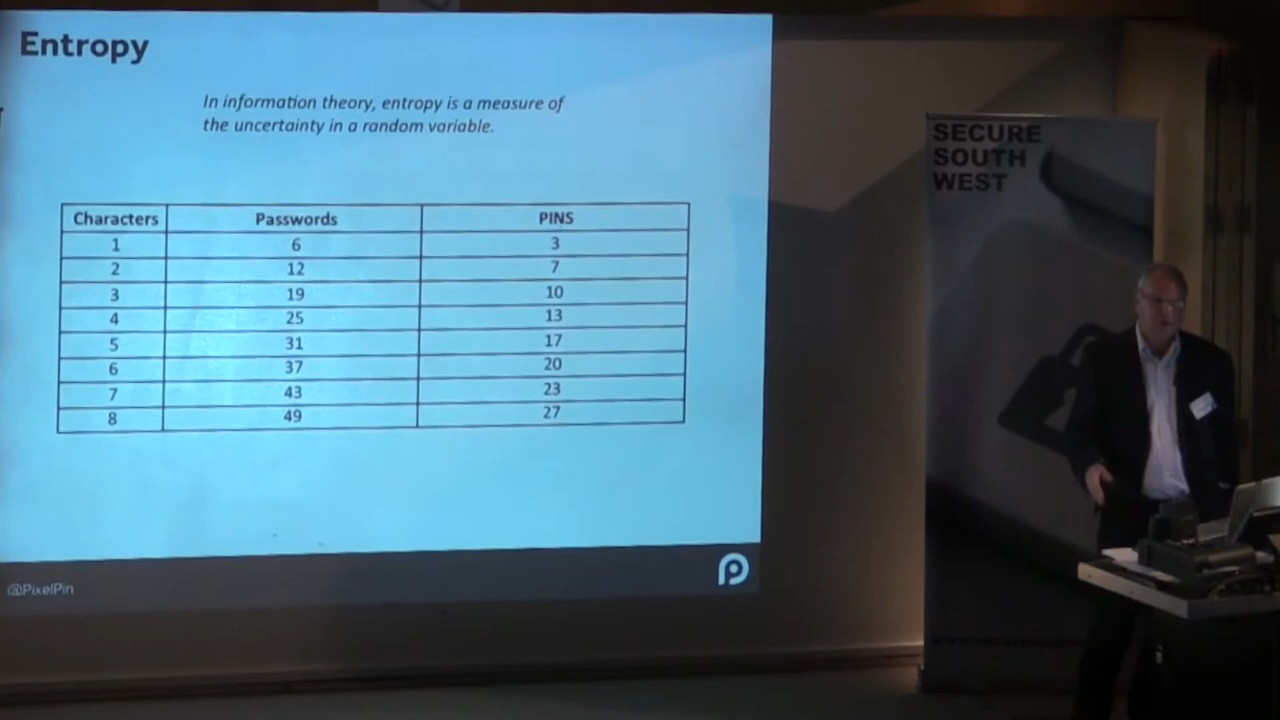 Entropy
In information theory, entropy is a measure of
the uncertainty in a random variable.
Characters Passwords PINS
1 6 3
2 12 7
3 19 10
4 25 13
5 31 17
6 37 20
7 43 23
8 49 27
@PixelPin
SECURE
SOUTH
WEST